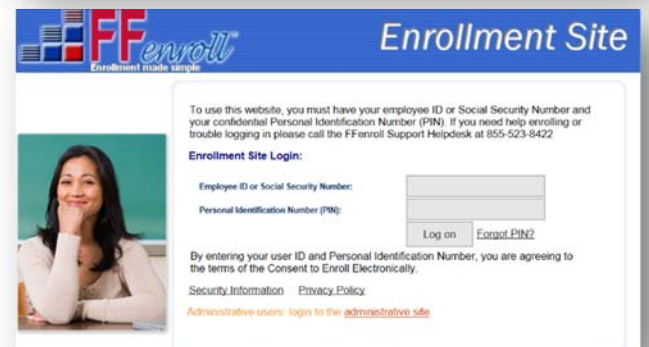 FFenroll™
Enrollment made simple
Enrollment Site
To use this website, you must have your employee ID or Social Security Number and
your confidential Personal Identification Number (PIN). If you need help enrolling or
trouble logging in please call the FFenroll Support Helpdesk at 855-523-8422
Enrollment Site Login:
Employee ID or Social Security Number:
Personal Identification Number (PIN):
Log on Forgot PIN?
By entering your user ID and Personal Identification Number, you are agreeing to
the terms of the Consent to Enroll Electronically.
Security Information Privacy Policy
Administrative users: login to the administrative site